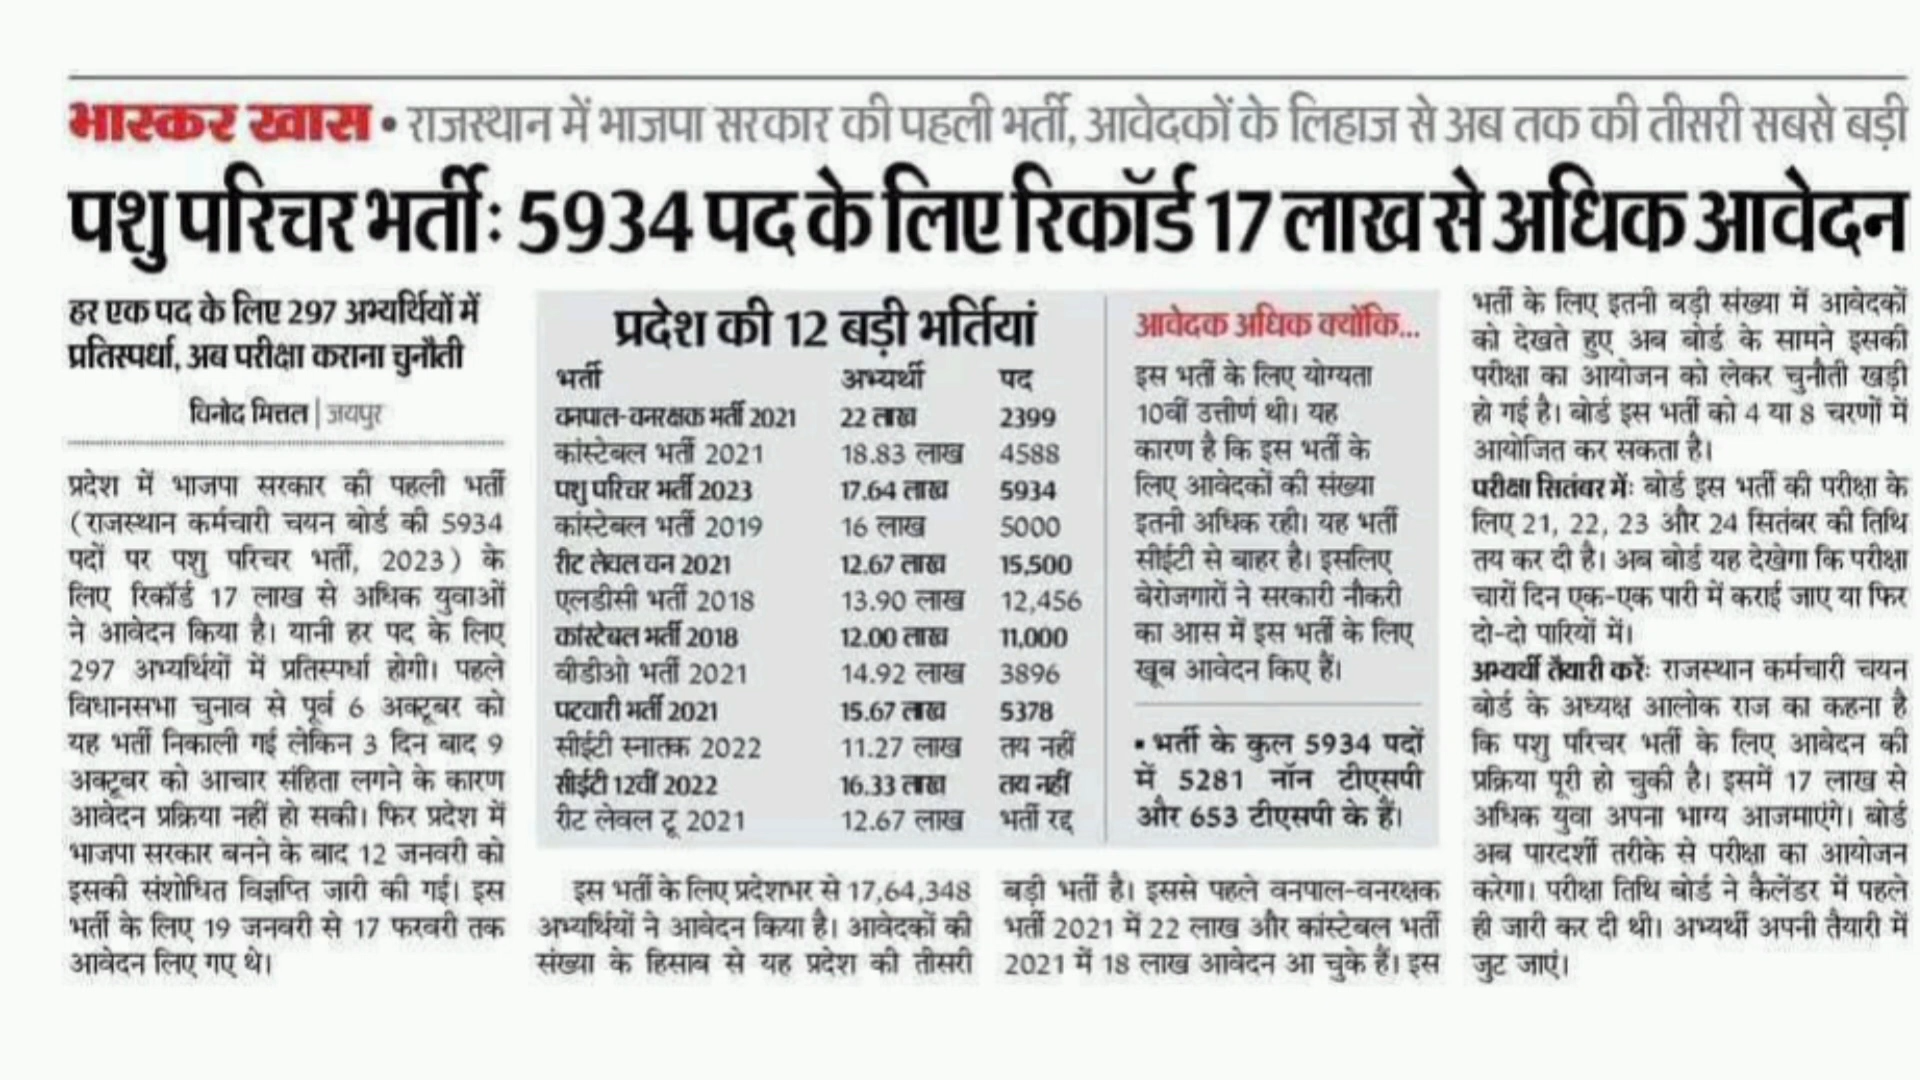 भास्कर खास • राजस्थान में भाजपा सरकार की पहली भर्ती, आवेदकों के लिहाज से अब तक की तीसरी सबसे बड़ी
पशु परिचर भर्ती: 5934 पद के लिए रिकॉर्ड 17 लाख से अधिक आवेदन
हर एक पद के लिए 297 अभ्यर्थियों में
प्रतिस्पर्धा, अब परीक्षा कराना चुनौती
विनोद मित्तल | जयपुर
प्रदेश में भाजपा सरकार की पहली भर्ती
(राजस्थान कर्मचारी चयन बोर्ड की 5934
पदों पर पशु परिचर भर्ती, 2023) के
लिए रिकॉर्ड 17 लाख से अधिक युवाओं
ने आवेदन किया है। यानी हर पद के लिए
297 अभ्यर्थियों में प्रतिस्पर्धा होगी। पहले
विधानसभा चुनाव से पूर्व 6 अक्टूबर को
यह भर्ती निकाली गई लेकिन 3 दिन बाद 9
अक्टूबर को आचार संहिता लगने के कारण
आवेदन प्रक्रिया नहीं हो सकी। फिर प्रदेश में
भाजपा सरकार बनने के बाद 12 जनवरी को
इसकी संशोधित विज्ञप्ति जारी की गई। इस
भर्ती के लिए 19 जनवरी से 17 फरवरी तक
आवेदन लिए गए थे।
प्रदेश की 12 बड़ी भर्तियां
भर्ती अभ्यर्थी पद
वनपाल-वनरक्षक भर्ती 2021 22 लाख 2399
कांस्टेबल भर्ती 2021 18.83 लाख 4588
पशु परिचर भर्ती 2023 17.64 लाख 5934
कांस्टेबल भर्ती 2019 16 लाख 5000
रीट लेवल वन 2021 12.67 लाख 15,500
एलडीसी भर्ती 2018 13.90 लाख 12,456
कांस्टेबल भर्ती 2018 12.00 लाख 11,000
वीडीओ भर्ती 2021 14.92 लाख 3896
पटवारी भर्ती 2021 15.67 लाख 5378
सीईटी स्नातक 2022 11.27 लाख तय नहीं
सीईटी 12वीं 2022 16.33 लाख तय नहीं
रीट लेवल टू 2021 12.67 लाख भर्ती रद्द
आवेदक अधिक क्योंकि...
इस भर्ती के लिए योग्यता
10वीं उत्तीर्ण थी। यह
कारण है कि इस भर्ती के
लिए आवेदकों की संख्या
इतनी अधिक रही। यह भर्ती
सीईटी से बाहर है। इसलिए
बेरोजगारों ने सरकारी नौकरी
का आस में इस भर्ती के लिए
खूब आवेदन किए हैं।
▪ भर्ती के कुल 5934 पदों
में 5281 नॉन टीएसपी
और 653 टीएसपी के हैं।
इस भर्ती के लिए प्रदेशभर से 17,64,348
अभ्यर्थियों ने आवेदन किया है। आवेदकों की
संख्या के हिसाब से यह प्रदेश की तीसरी
बड़ी भर्ती है। इससे पहले वनपाल-वनरक्षक
भर्ती 2021 में 22 लाख और कांस्टेबल भर्ती
2021 में 18 लाख आवेदन आ चुके हैं। इस
भर्ती के लिए इतनी बड़ी संख्या में आवेदकों
को देखते हुए अब बोर्ड के सामने इसकी
परीक्षा का आयोजन को लेकर चुनौती खड़ी
हो गई है। बोर्ड इस भर्ती को 4 या 8 चरणों में
आयोजित कर सकता है।
परीक्षा सितंबर में: बोर्ड इस भर्ती की परीक्षा के
लिए 21, 22, 23 और 24 सितंबर की तिथि
तय कर दी है। अब बोर्ड यह देखेगा कि परीक्षा
चारों दिन एक-एक पारी में कराई जाए या फिर
दो-दो पारियों में।
अभ्यर्थी तैयारी करें: राजस्थान कर्मचारी चयन
बोर्ड के अध्यक्ष आलोक राज का कहना है
कि पशु परिचर भर्ती के लिए आवेदन की
प्रक्रिया पूरी हो चुकी है। इसमें 17 लाख से
अधिक युवा अपना भाग्य आजमाएंगे। बोर्ड
अब पारदर्शी तरीके से परीक्षा का आयोजन
करेगा। परीक्षा तिथि बोर्ड ने कैलेंडर में पहले
ही जारी कर दी थी। अभ्यर्थी अपनी तैयारी में
जुट जाएं।